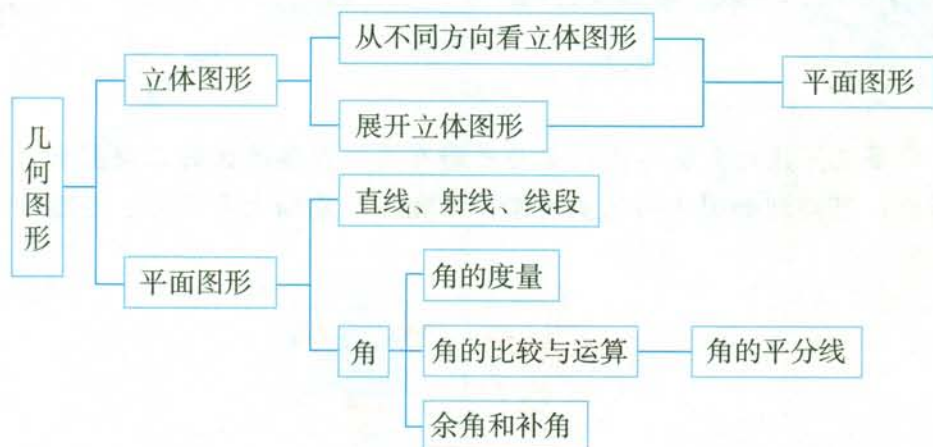 几何图形
立体图形
从不同方向看立体图形
展开立体图形
平面图形
平面图形
直线、射线、线段
角
角的度量
角的比较与运算
角的平分线
余角和补角